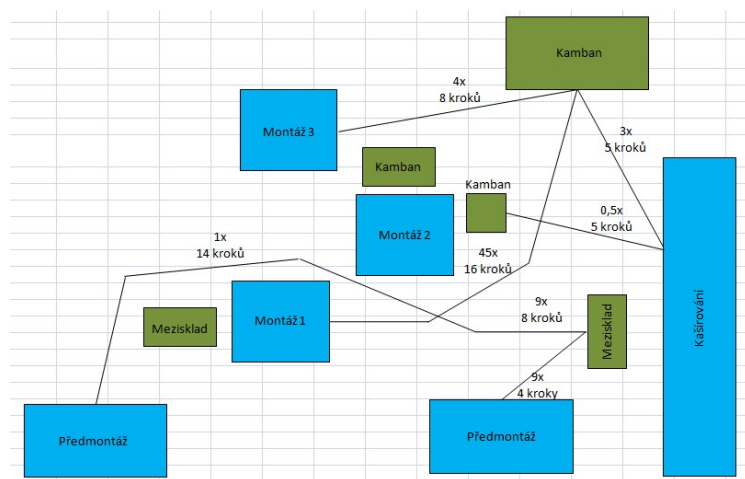 Kamban
4x
8 kroků
Montáž 3
3x
5 kroků
Kamban
Kamban
0,5x
5 kroků
Montáž 2
1x
14 kroků
45x
16 kroků
Mezisklad
Montáž 1
9x
8 kroků
Mezisklad
Kašírování
9x
4 kroky
Předmontáž
Předmontáž